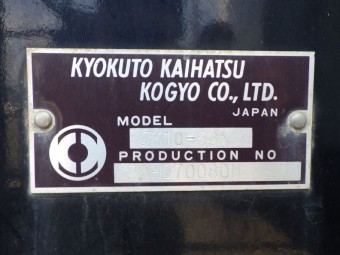 KYOKUTO KAIHATSU
KOGYO CO., LTD.
JAPAN
MODEL
PRODUCTION NO